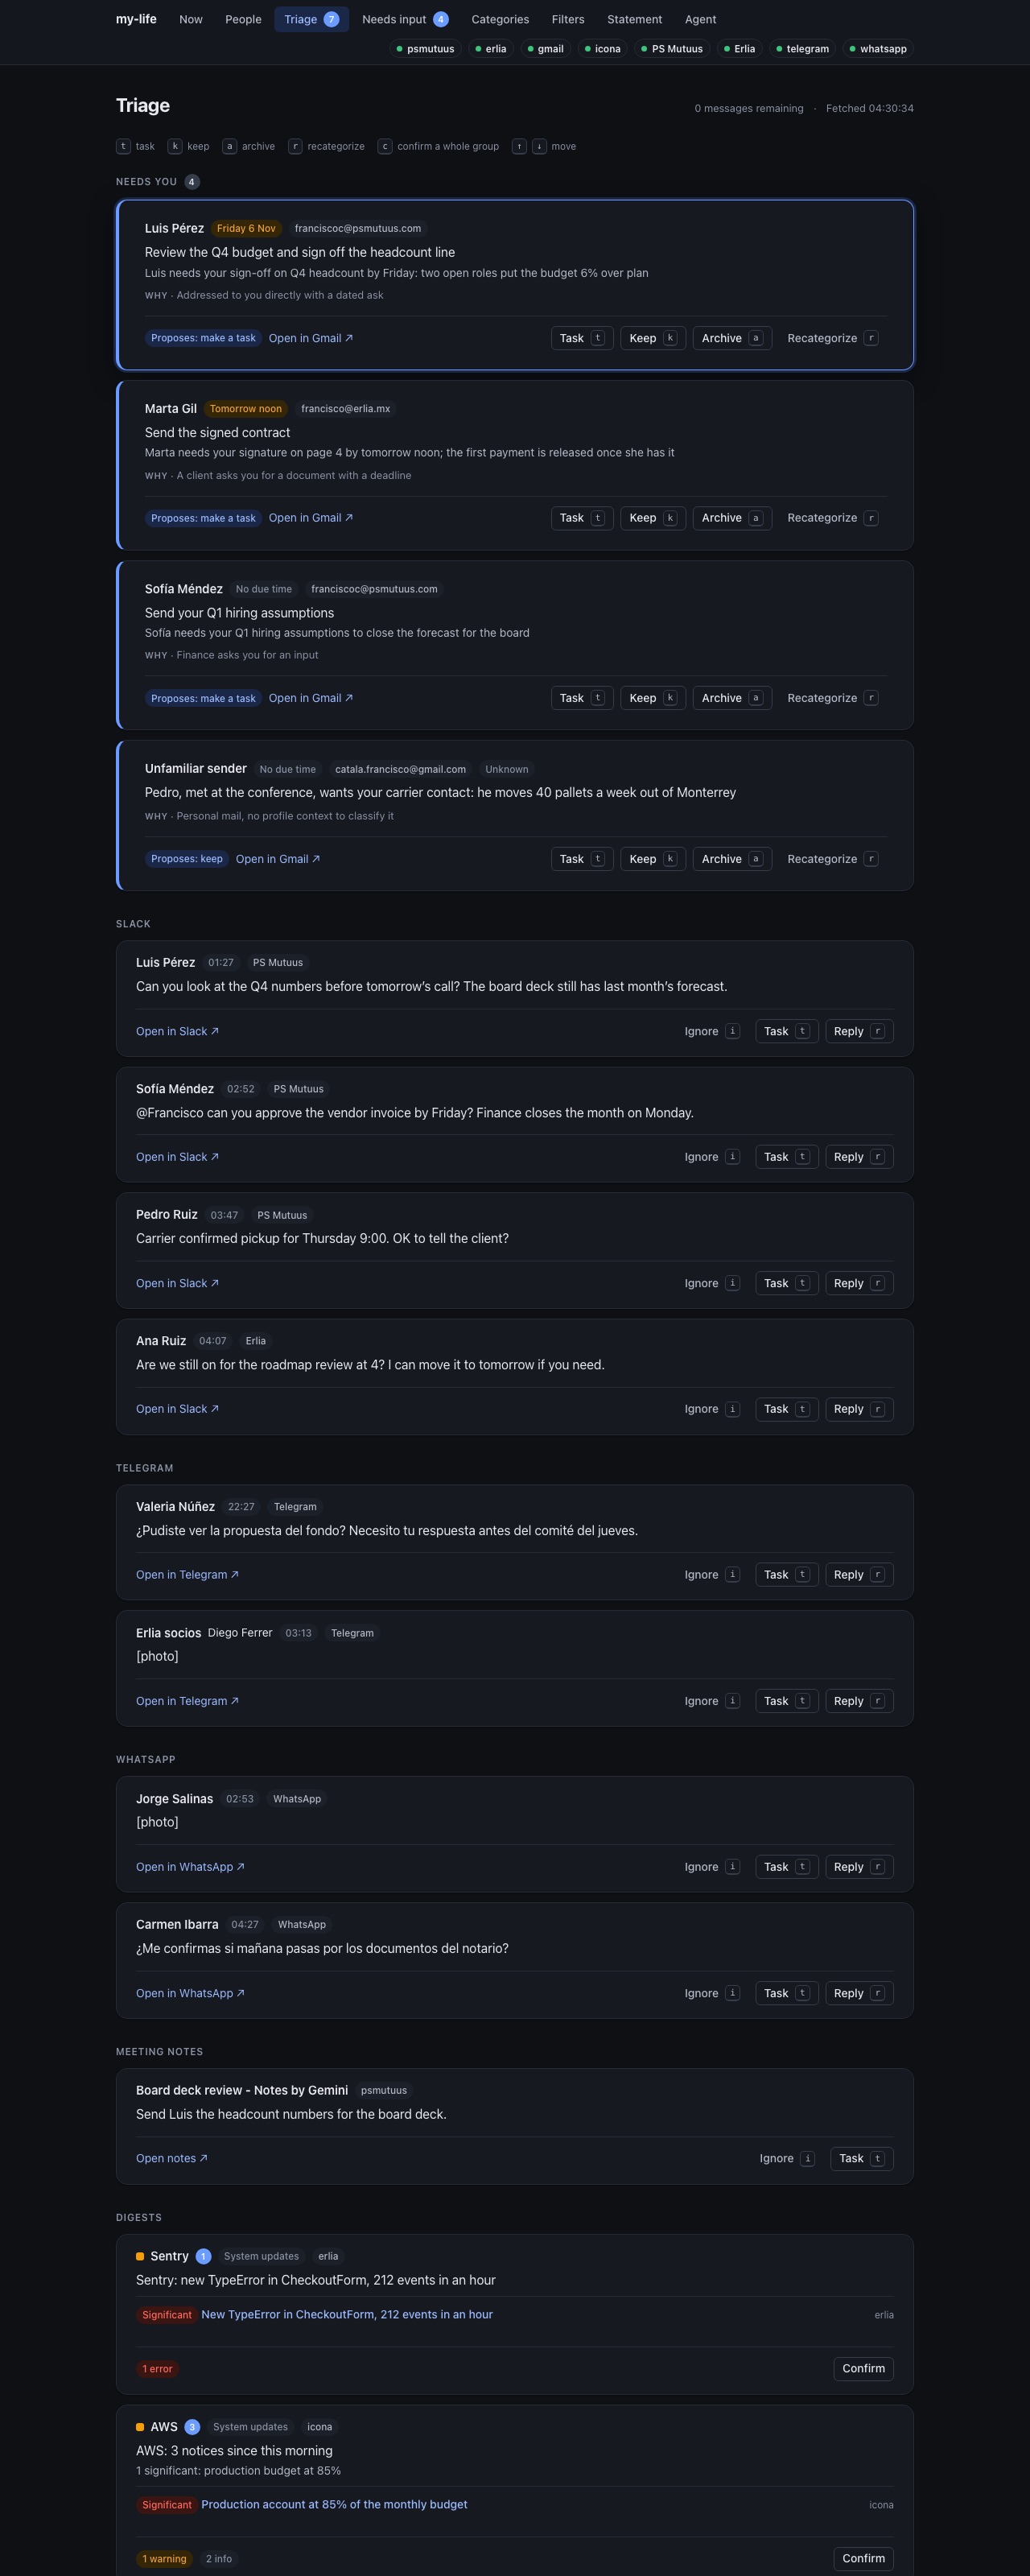 my-life Now People Triage 7 Needs input 4 Categories Filters Statement Agent
psmutuus erlia gmail icona PS Mutuus Erlia telegram whatsapp
Triage 0 messages remaining · Fetched 04:30:34
t task k keep a archive r recategorize c confirm a whole group ↑ ↓ move
NEEDS YOU 4
Luis Pérez Friday 6 Nov franciscoc@psmutuus.com
Review the Q4 budget and sign off the headcount line
Luis needs your sign-off on Q4 headcount by Friday: two open roles put the budget 6% over plan
WHY · Addressed to you directly with a dated ask
Proposes: make a task Open in Gmail ↗ Task t Keep k Archive a Recategorize r
Marta Gil Tomorrow noon francisco@erlia.mx
Send the signed contract
Marta needs your signature on page 4 by tomorrow noon; the first payment is released once she has it
WHY · A client asks you for a document with a deadline
Proposes: make a task Open in Gmail ↗ Task t Keep k Archive a Recategorize r
Sofía Méndez No due time franciscoc@psmutuus.com
Send your Q1 hiring assumptions
Sofía needs your Q1 hiring assumptions to close the forecast for the board
WHY · Finance asks you for an input
Proposes: make a task Open in Gmail ↗ Task t Keep k Archive a Recategorize r
Unfamiliar sender No due time catala.francisco@gmail.com Unknown
Pedro, met at the conference, wants your carrier contact: he moves 40 pallets a week out of Monterrey
WHY · Personal mail, no profile context to classify it
Proposes: keep Open in Gmail ↗ Task t Keep k Archive a Recategorize r
SLACK
Luis Pérez 01:27 PS Mutuus
Can you look at the Q4 numbers before tomorrow’s call? The board deck still has last month’s forecast.
Open in Slack ↗ Ignore i Task t Reply r
Sofía Méndez 02:52 PS Mutuus
@Francisco can you approve the vendor invoice by Friday? Finance closes the month on Monday.
Open in Slack ↗ Ignore i Task t Reply r
Pedro Ruiz 03:47 PS Mutuus
Carrier confirmed pickup for Thursday 9:00. OK to tell the client?
Open in Slack ↗ Ignore i Task t Reply r
Ana Ruiz 04:07 Erlia
Are we still on for the roadmap review at 4? I can move it to tomorrow if you need.
Open in Slack ↗ Ignore i Task t Reply r
TELEGRAM
Valeria Núñez 22:27 Telegram
¿Pudiste ver la propuesta del fondo? Necesito tu respuesta antes del comité del jueves.
Open in Telegram ↗ Ignore i Task t Reply r
Erlia socios Diego Ferrer 03:13 Telegram
[photo]
Open in Telegram ↗ Ignore i Task t Reply r
WHATSAPP
Jorge Salinas 02:53 WhatsApp
[photo]
Open in WhatsApp ↗ Ignore i Task t Reply r
Carmen Ibarra 04:27 WhatsApp
¿Me confirmas si mañana pasas por los documentos del notario?
Open in WhatsApp ↗ Ignore i Task t Reply r
MEETING NOTES
Board deck review - Notes by Gemini psmutuus
Send Luis the headcount numbers for the board deck.
Open notes ↗ Ignore i Task t
DIGESTS
Sentry 1 System updates erlia
Sentry: new TypeError in CheckoutForm, 212 events in an hour
Significant New TypeError in CheckoutForm, 212 events in an hour erlia
1 error Confirm
AWS 3 System updates icona
AWS: 3 notices since this morning
1 significant: production budget at 85%
Significant Production account at 85% of the monthly budget icona
1 warning 2 info Confirm